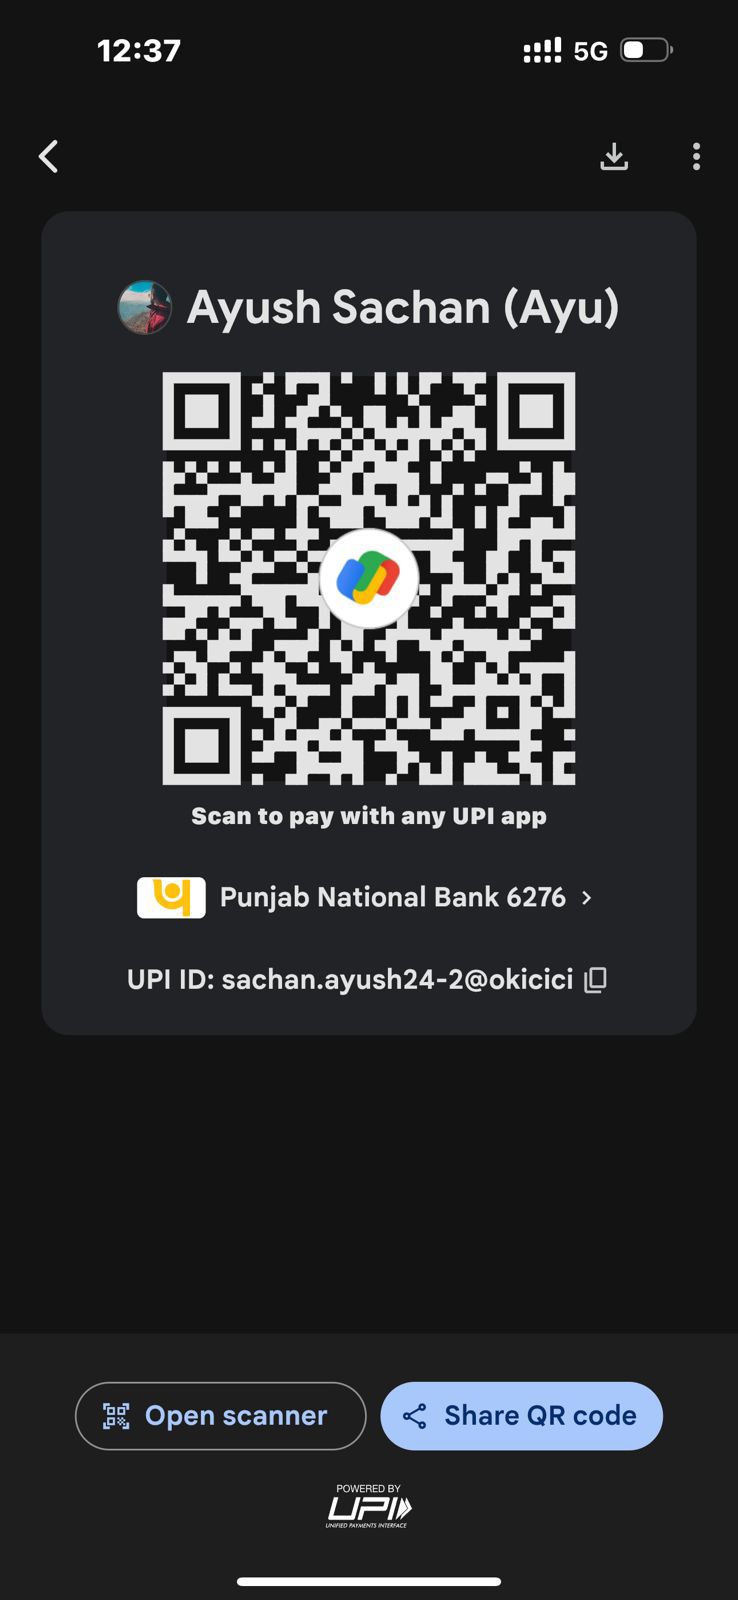 12:37
5G
Ayush Sachan (Ayu)
Scan to pay with any UPI app
Punjab National Bank 6276
UPI ID: sachan.ayush24-2@okicici
Open scanner
Share QR code
POWERED BY
UPI
UNIFIED PAYMENTS INTERFACE